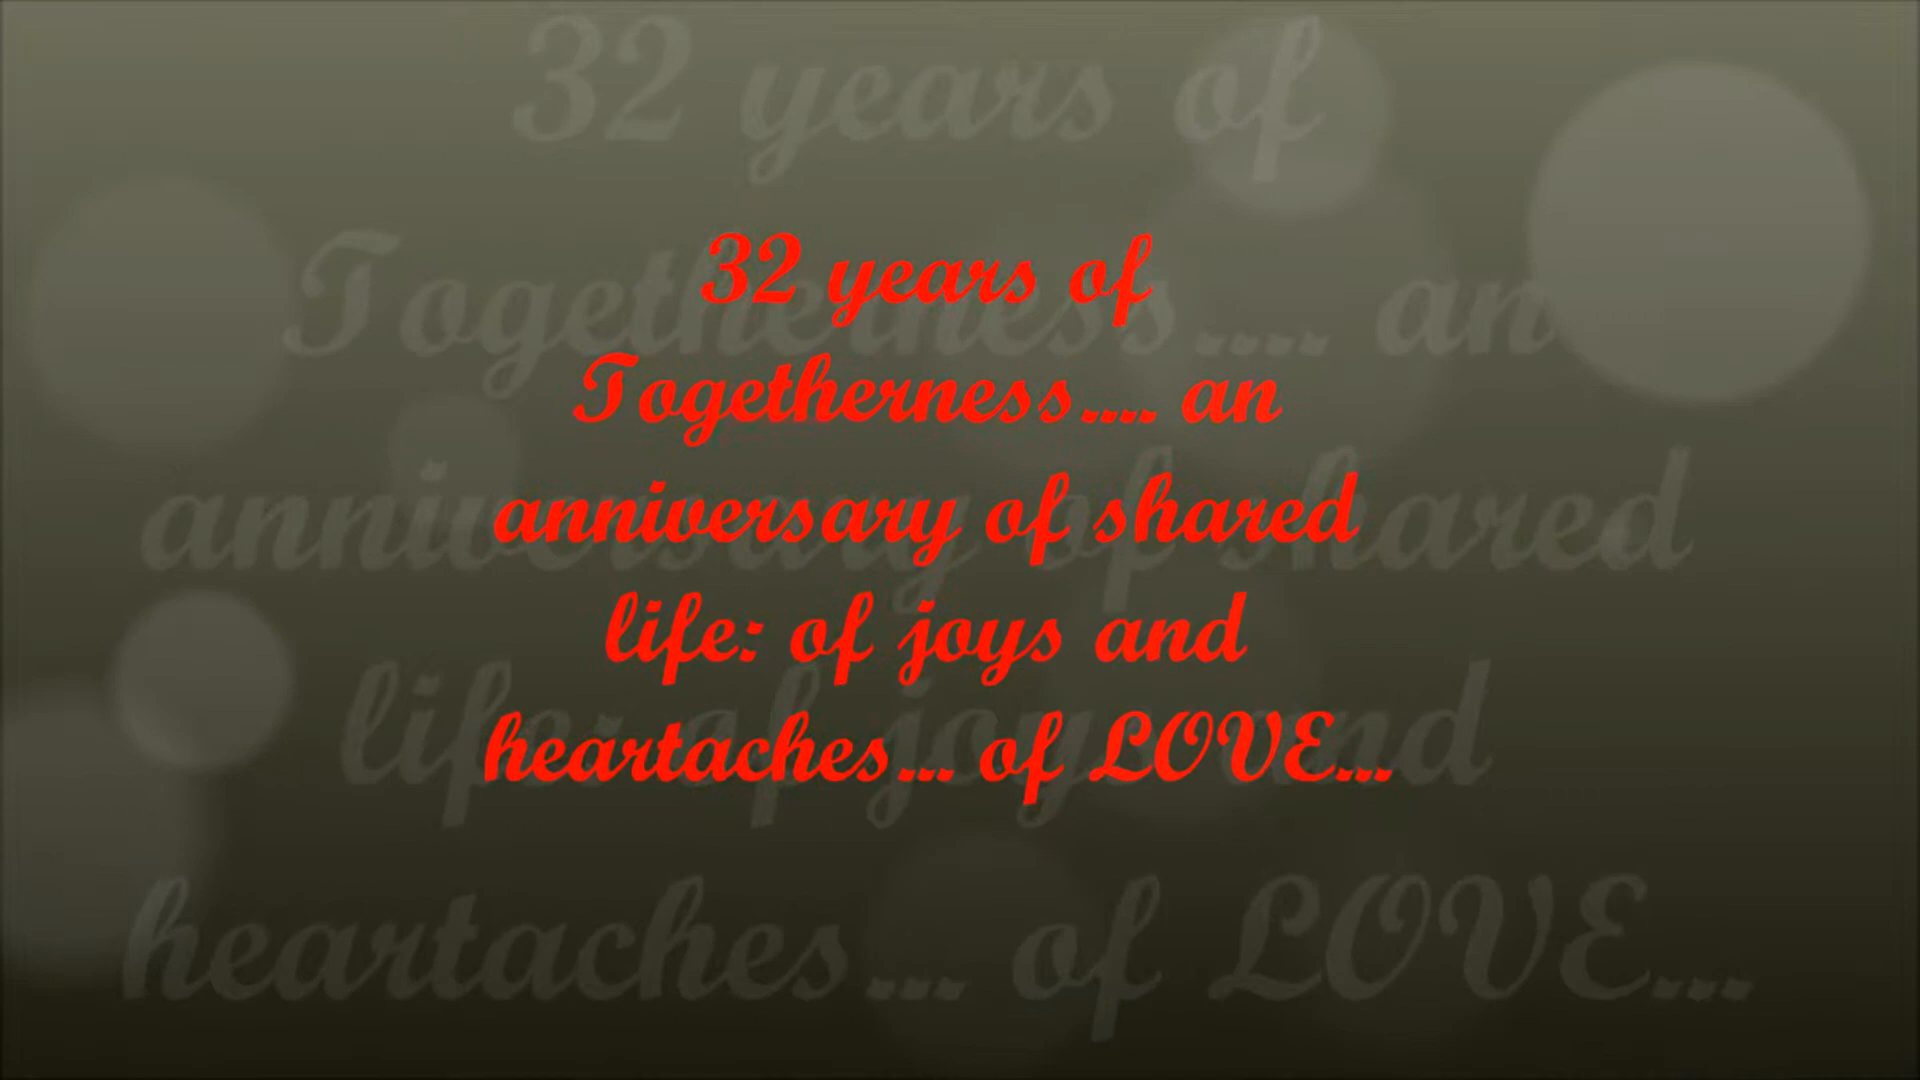 32 years of
Togetherness.... an
anniversary of shared
life: of joys and
heartaches... of LOVE...